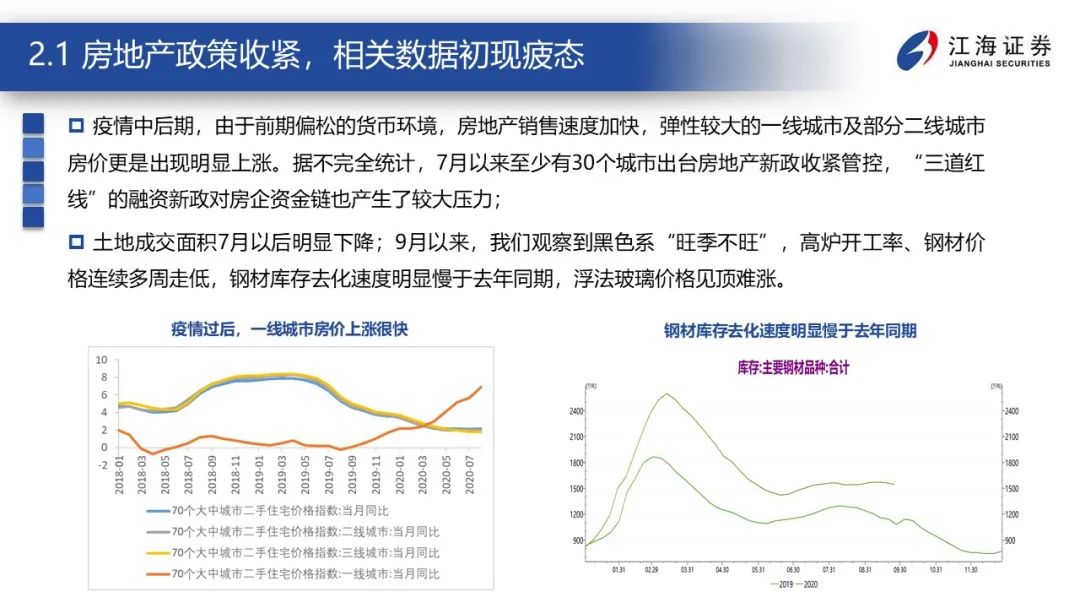 2.1 房地产政策收紧，相关数据初现疲态
江海证券
JIANGHAI SECURITIES
疫情中后期，由于前期偏松的货币环境，房地产销售速度加快，弹性较大的一线城市及部分二线城市
房价更是出现明显上涨。据不完全统计，7月以来至少有30个城市出台房地产新政收紧管控，“三道红
线”的融资新政对房企资金链也产生了较大压力；
土地成交面积7月以后明显下降；9月以来，我们观察到黑色系“旺季不旺”，高炉开工率、钢材价
格连续多周走低，钢材库存去化速度明显慢于去年同期，浮法玻璃价格见顶难涨。
疫情过后，一线城市房价上涨很快
10
8
6
4
2
0
-2
2018-01 2018-03 2018-05 2018-07 2018-09 2018-11 2019-01 2019-03 2019-05 2019-07 2019-09 2019-11 2020-01 2020-03 2020-05 2020-07
70个大中城市二手住宅价格指数:当月同比
70个大中城市二手住宅价格指数:二线城市:当月同比
70个大中城市二手住宅价格指数:三线城市:当月同比
70个大中城市二手住宅价格指数:一线城市:当月同比
钢材库存去化速度明显慢于去年同期
库存:主要钢材品种:合计
(万吨) (万吨)
2400 2400
2100 2100
1800 1800
1500 1500
1200 1200
900 900
01.31 02.29 03.31 04.30 05.31 06.30 07.31 08.31 09.30 10.31 11.30
2019 2020